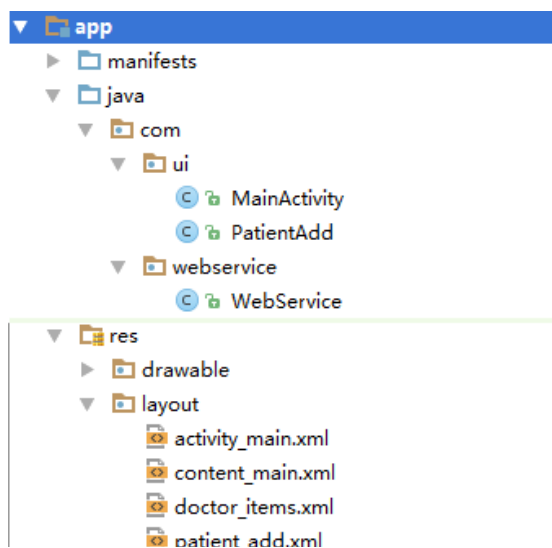 app
manifests
java
com
ui
MainActivity
PatientAdd
webservice
WebService
res
drawable
layout
activity_main.xml
content_main.xml
doctor_items.xml
patient_add.xml